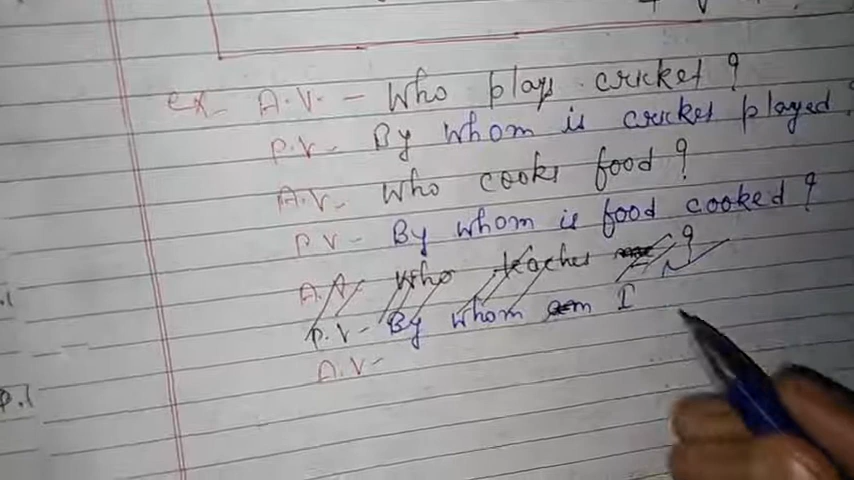 ex- A.V. - Who plays cricket ?
P.V- By whom is cricket played ?
A.V- Who cooks food ?
P.V- By whom is food cooked ?
A.V Who teaches ?
P.V- By whom I
A.V-
P.I